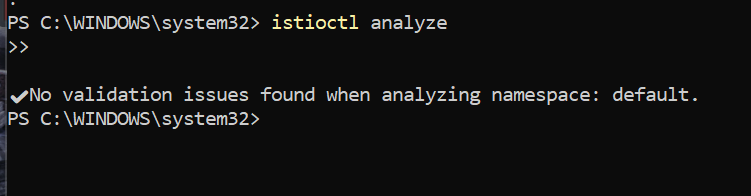 PS C:\WINDOWS\system32> istioctl analyze
>>
✔No validation issues found when analyzing namespace: default.
PS C:\WINDOWS\system32>